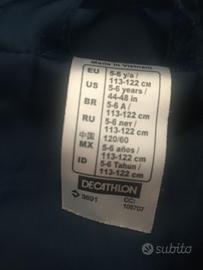 Made in Vietnam
EU 5-6 y/a /
113-122 CM
US 5-6 years /
44-48 in
BR 5-6 A /
113-122 CM
RU 5-6 лет /
113-122 CM
中国 120/60
MX 5-6 años/
113-122 CM
ID 5-6 Tahun /
113-122 CM
DECATHLON
9691
CC:
108707
subito